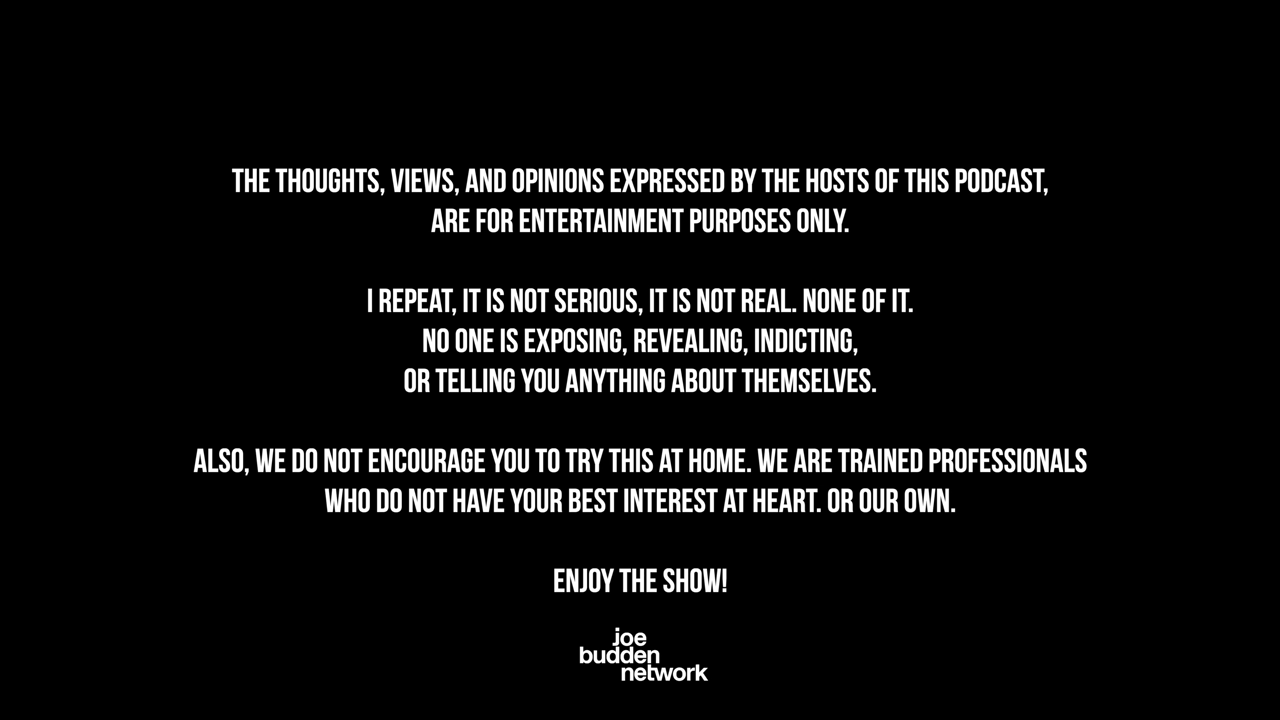 THE THOUGHTS, VIEWS, AND OPINIONS EXPRESSED BY THE HOSTS OF THIS PODCAST,
ARE FOR ENTERTAINMENT PURPOSES ONLY.
I REPEAT, IT IS NOT SERIOUS, IT IS NOT REAL. NONE OF IT.
NO ONE IS EXPOSING, REVEALING, INDICTING,
OR TELLING YOU ANYTHING ABOUT THEMSELVES.
ALSO, WE DO NOT ENCOURAGE YOU TO TRY THIS AT HOME. WE ARE TRAINED PROFESSIONALS
WHO DO NOT HAVE YOUR BEST INTEREST AT HEART. OR OUR OWN.
ENJOY THE SHOW!
joe
budden
network